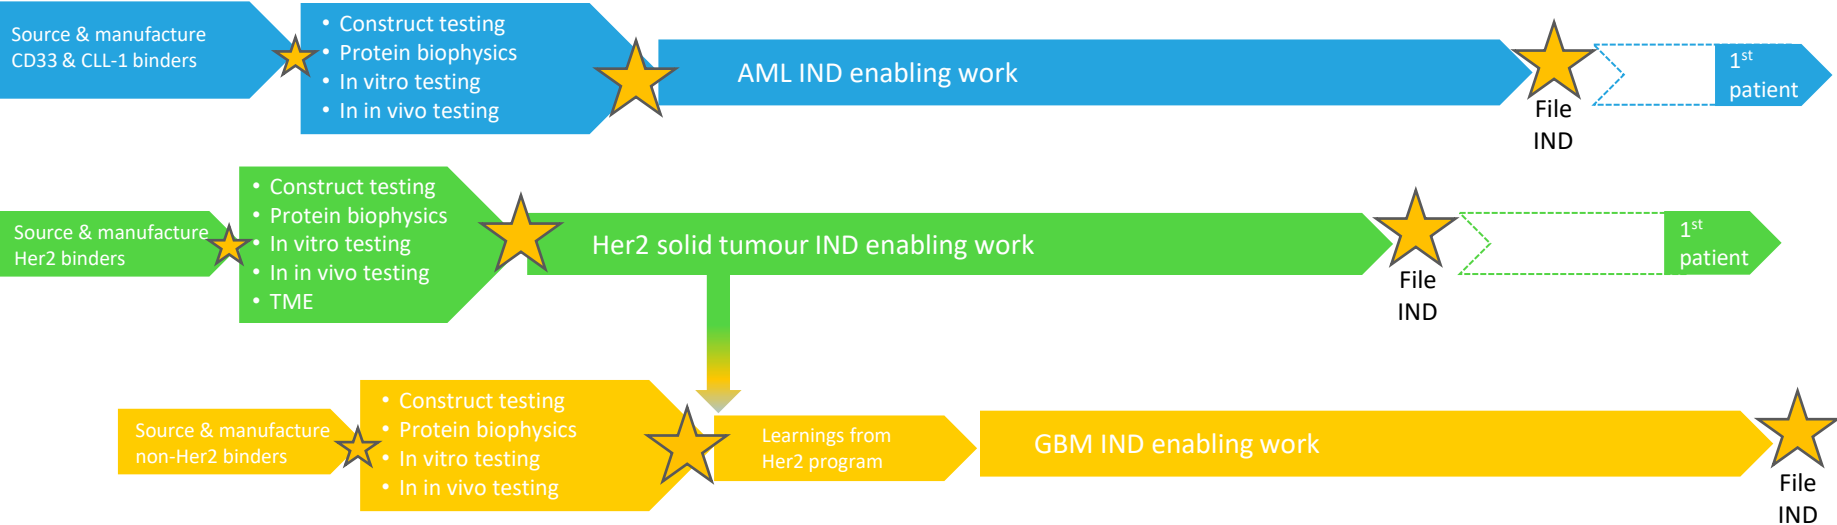 Source & manufacture
CD33 & CLL-1 binders
• Construct testing
• Protein biophysics
• In vitro testing
• In in vivo testing
AML IND enabling work
File
IND
1st
patient
Source & manufacture
Her2 binders
• Construct testing
• Protein biophysics
• In vitro testing
• In in vivo testing
• TME
Her2 solid tumour IND enabling work
File
IND
1st
patient
Source & manufacture
non-Her2 binders
• Construct testing
• Protein biophysics
• In vitro testing
• In in vivo testing
Learnings from
Her2 program
GBM IND enabling work
File
IND